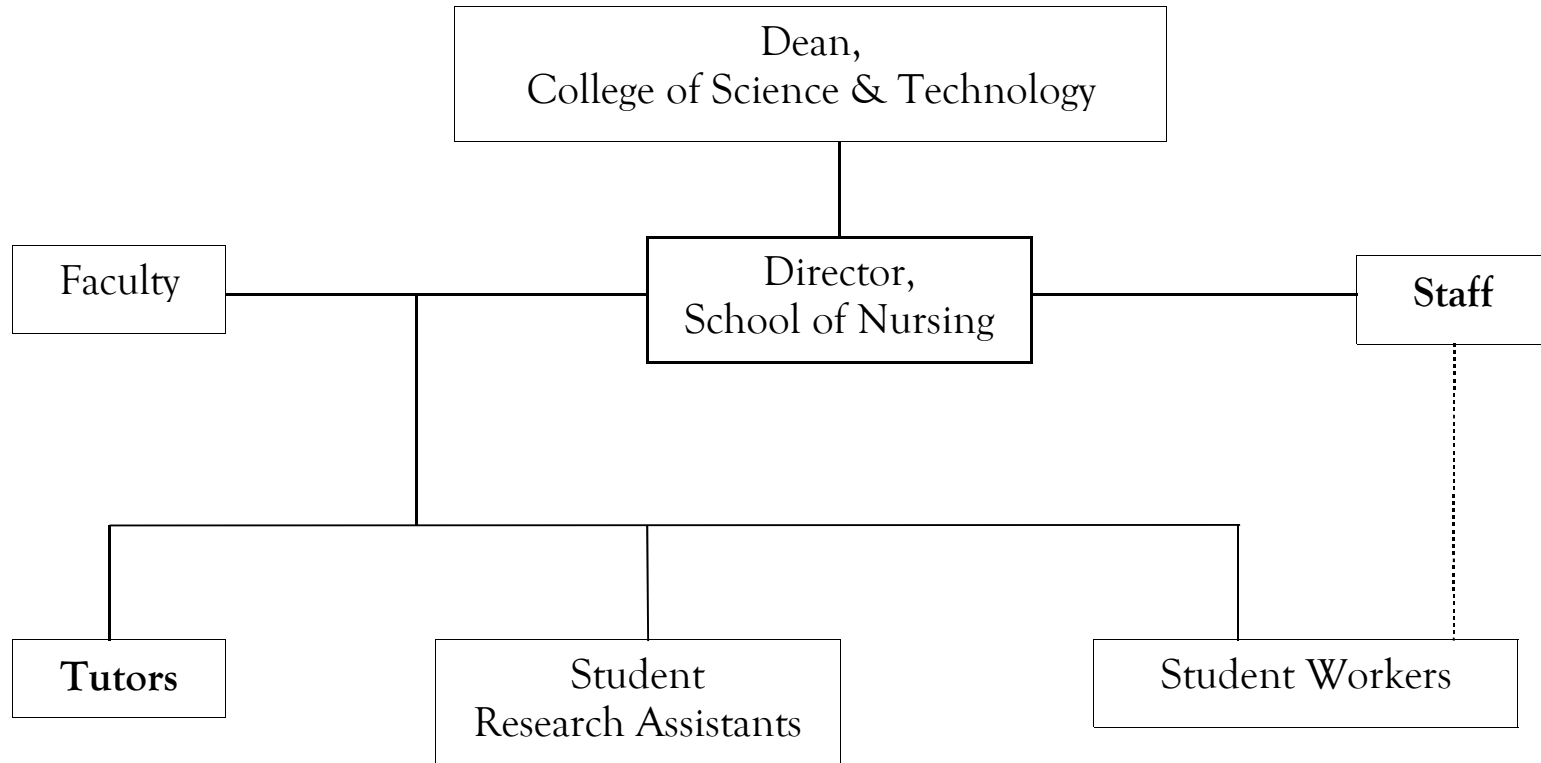 Dean,
College of Science & Technology
Faculty
Director,
School of Nursing
Staff
Tutors
Student
Research Assistants
Student Workers